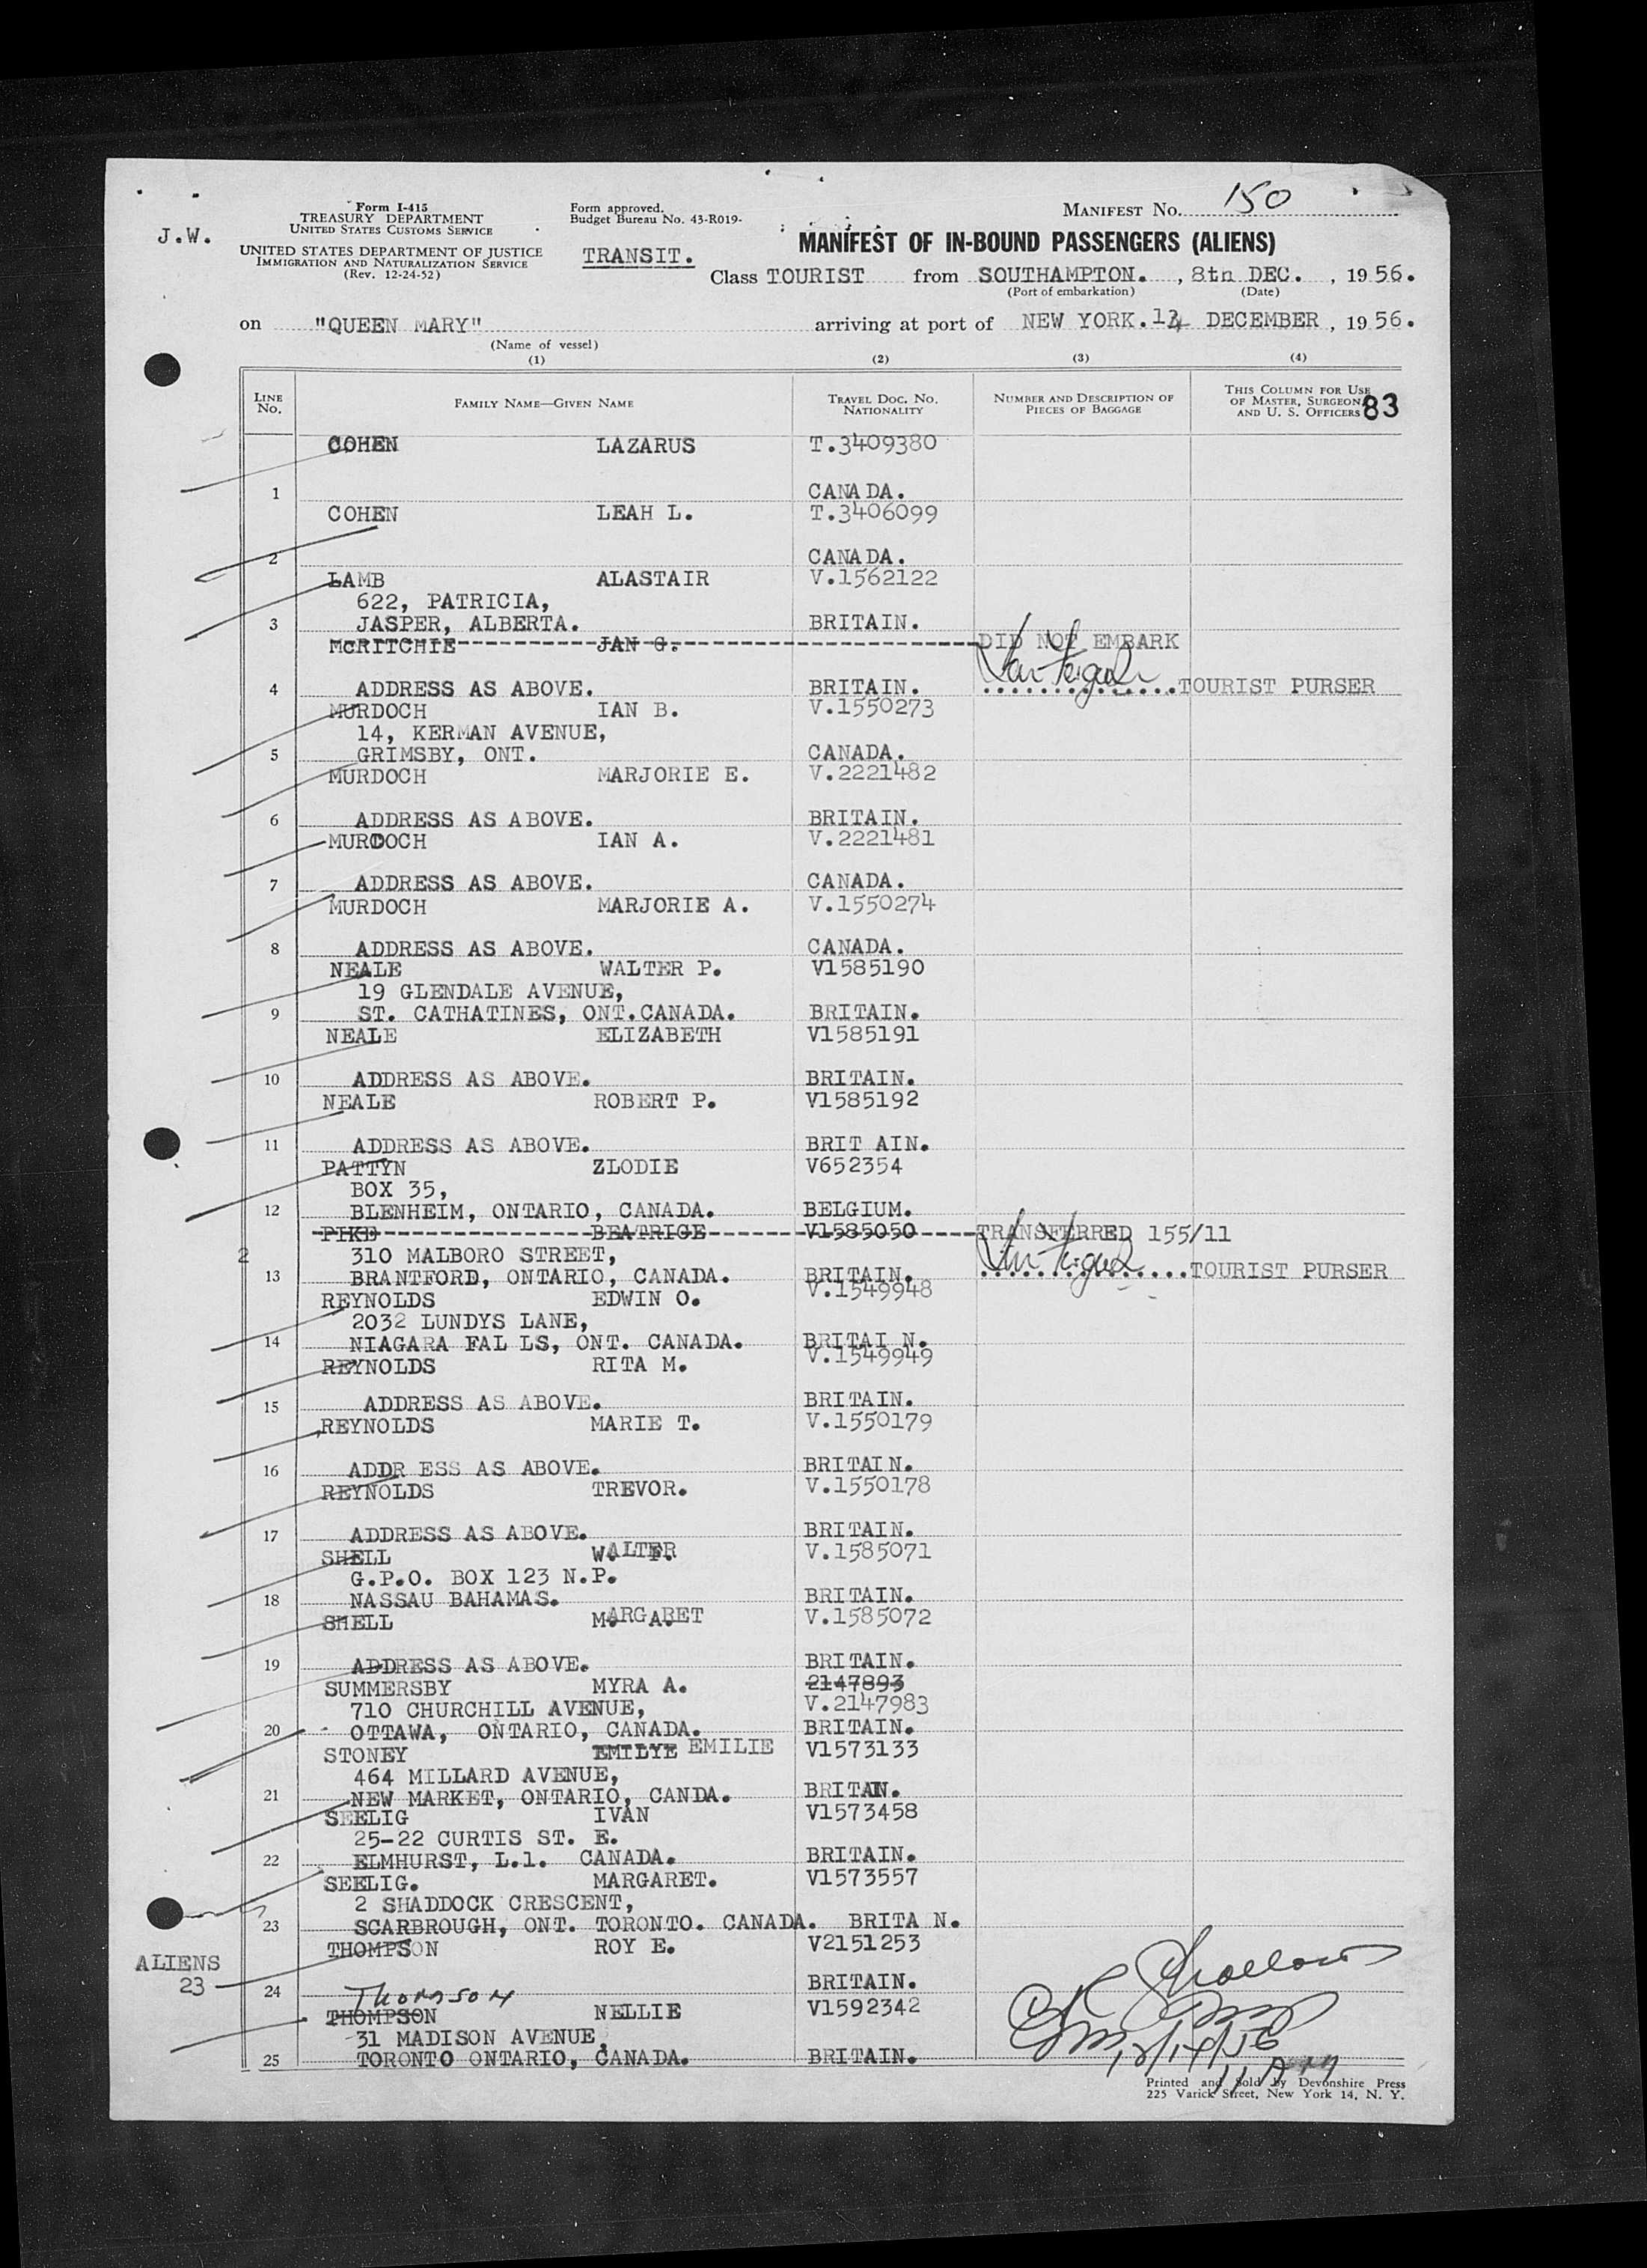 J.W.
Form I-415
TREASURY DEPARTMENT
UNITED STATES CUSTOMS SERVICE
UNITED STATES DEPARTMENT OF JUSTICE
IMMIGRATION AND NATURALIZATION SERVICE
(Rev. 12-24-52)
Form approved.
Budget Bureau No. 43-R019-
TRANSIT.
MANIFEST NO. 150
MANIFEST OF IN-BOUND PASSENGERS (ALIENS)
Class TOURIST from SOUTHAMPTON. , 8th DEC. , 1956.
(Port of embarkation) (Date)
on "QUEEN MARY" arriving at port of NEW YORK. 14 DECEMBER , 1956.
(Name of vessel)
(1) (2) (3) (4)
LINE NO. FAMILY NAME—GIVEN NAME TRAVEL DOC. NO. NATIONALITY NUMBER AND DESCRIPTION OF PIECES OF BAGGAGE THIS COLUMN FOR USE OF MASTER, SURGEON, AND U. S. OFFICERS 83
COHEN LAZARUS T.3409380
1 CANADA.
COHEN LEAH L. T.3406099
2 CANADA.
LAMB ALASTAIR V.1562122
622, PATRICIA,
3 JASPER, ALBERTA. BRITAIN.
McRITCHIE JAN G. DID NOT EMBARK
4 ADDRESS AS ABOVE. BRITAIN. TOURIST PURSER
MURDOCH IAN B. V.1550273
14, KERMAN AVENUE,
5 GRIMSBY, ONT. CANADA.
MURDOCH MARJORIE E. V.2221482
6 ADDRESS AS ABOVE. BRITAIN.
MURDOCH IAN A. V.2221481
7 ADDRESS AS ABOVE. CANADA.
MURDOCH MARJORIE A. V.1550274
8 ADDRESS AS ABOVE. CANADA.
NEALE WALTER P. V1585190
19 GLENDALE AVENUE,
9 ST. CATHATINES, ONT.CANADA. BRITAIN.
NEALE ELIZABETH V1585191
10 ADDRESS AS ABOVE. BRITAIN.
NEALE ROBERT P. V1585192
11 ADDRESS AS ABOVE. BRIT AIN.
PATTYN ZLODIE V652354
BOX 35,
12 BLENHEIM, ONTARIO, CANADA. BELGIUM.
PIKE BEATRICE V1585050 TRANSFERRED 155/11
2 310 MALBORO STREET,
13 BRANTFORD, ONTARIO, CANADA. BRITAIN. TOURIST PURSER
REYNOLDS EDWIN O. V.1549948
2032 LUNDYS LANE,
14 NIAGARA FAL LS, ONT. CANADA. BRITAI N.
REYNOLDS RITA M. V.1549949
15 ADDRESS AS ABOVE. BRITAIN.
REYNOLDS MARIE T. V.1550179
16 ADDR ESS AS ABOVE. BRITAIN.
REYNOLDS TREVOR. V.1550178
17 ADDRESS AS ABOVE. BRITAIN.
SHELL WALTER V.1585071
G.P.O. BOX 123 N.P.
18 NASSAU BAHAMAS. BRITAIN.
SHELL MARGARET V.1585072
19 ADDRESS AS ABOVE. BRITAIN.
SUMMERSBY MYRA A. 2147893
710 CHURCHILL AVENUE, V.2147983
20 OTTAWA, ONTARIO, CANADA. BRITAIN.
STONEY EMILYE EMILIE V1573133
464 MILLARD AVENUE,
21 NEW MARKET, ONTARIO, CANDA. BRITAIN.
SEELIG IVAN V1573458
25-22 CURTIS ST. E.
22 ELMHURST, L.l. CANADA. BRITAIN.
SEELIG. MARGARET. V1573557
2 SHADDOCK CRESCENT,
23 SCARBROUGH, ONT. TORONTO. CANADA. BRITA N.
THOMPSON ROY E. V2151253
ALIENS
23
24 BRITAIN.
Thomson
THOMPSON NELLIE V1592342
31 MADISON AVENUE,
25 TORONTO ONTARIO, CANADA. BRITAIN.
12/14/56
11 AM
Printed and Sold by Devonshire Press
225 Varick Street, New York 14, N. Y.